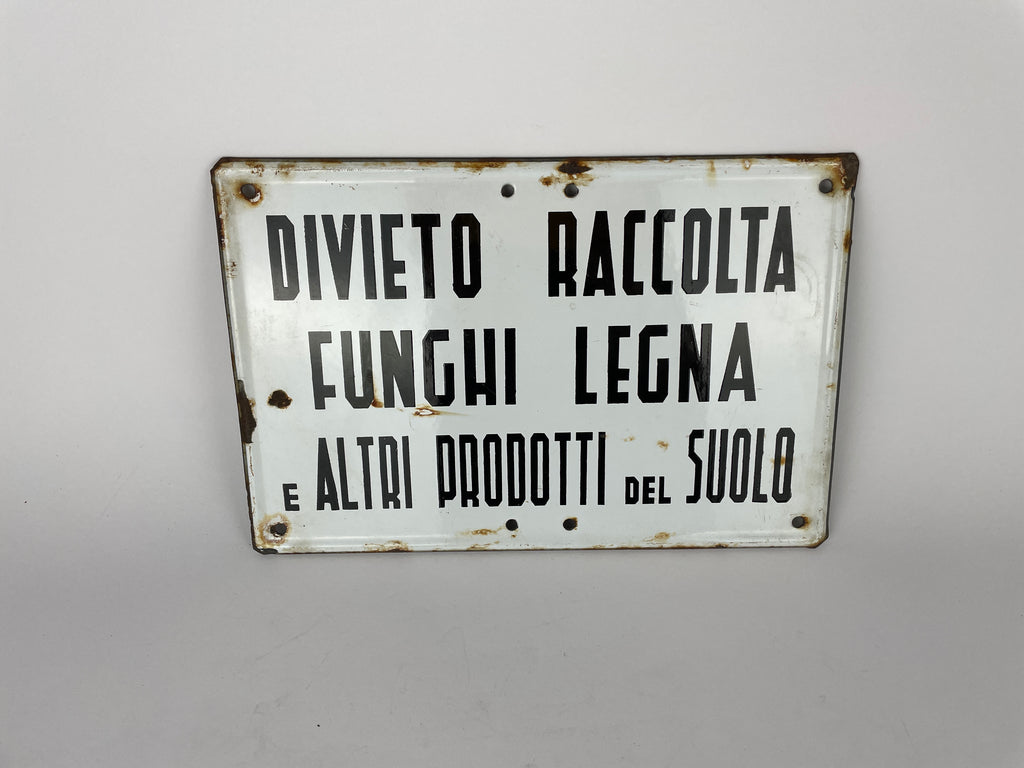 DIVIETO RACCOLTA
FUNGHI LEGNA
E ALTRI PRODOTTI DEL SUOLO